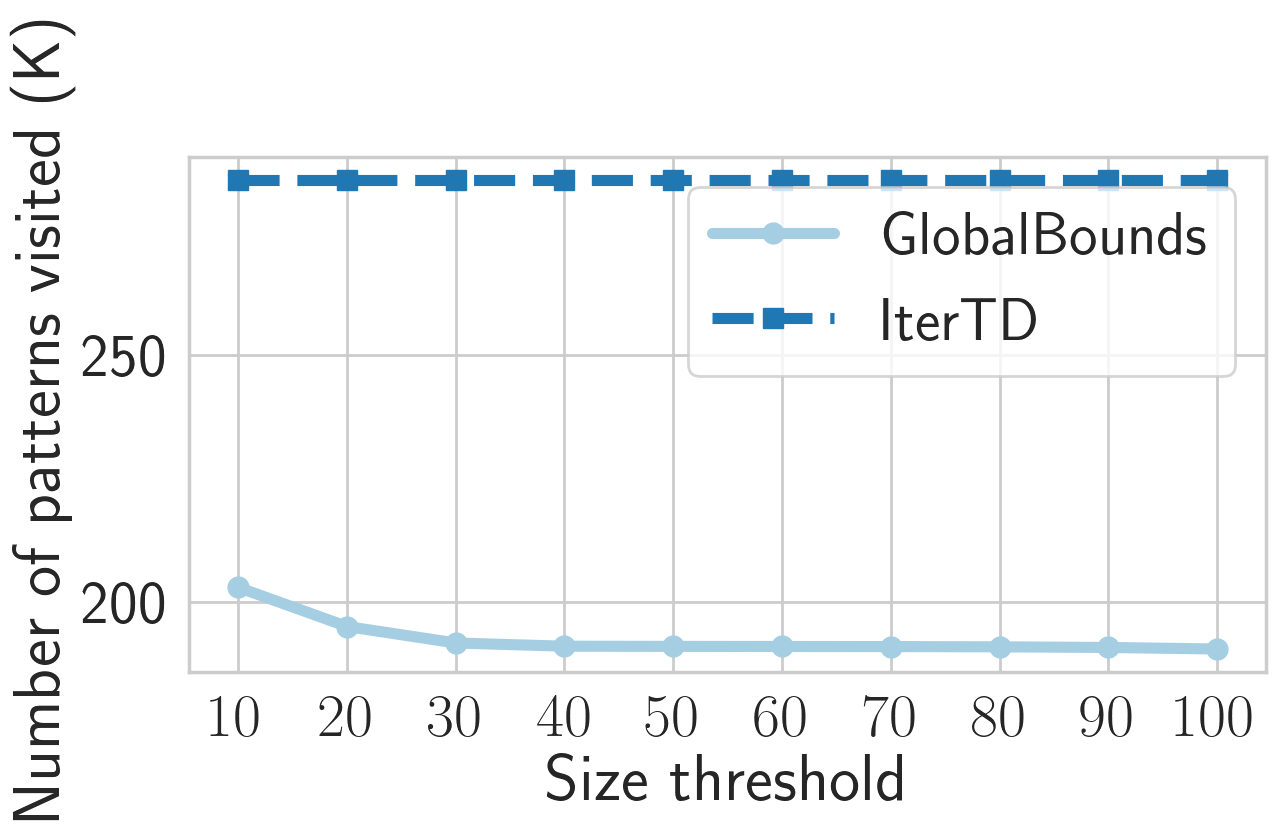 Number of patterns visited (K)
250
200
GlobalBounds
IterTD
10 20 30 40 50 60 70 80 90 100
Size threshold